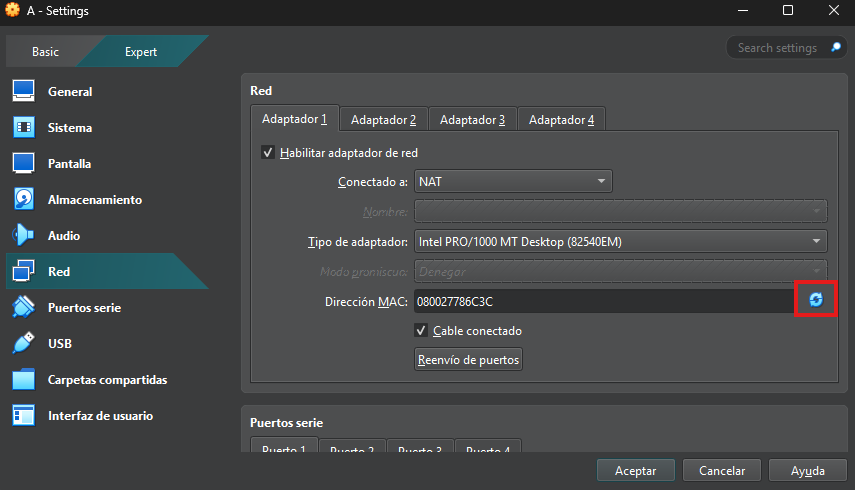 A - Settings
Basic
Expert
Search settings
General
Sistema
Pantalla
Almacenamiento
Audio
Red
Puertos serie
USB
Carpetas compartidas
Interfaz de usuario
Red
Adaptador 1
Adaptador 2
Adaptador 3
Adaptador 4
Habilitar adaptador de red
Conectado a: NAT
Nombre:
Tipo de adaptador: Intel PRO/1000 MT Desktop (82540EM)
Modo promiscuo: Denegar
Dirección MAC: 080027786C3C
Cable conectado
Reenvío de puertos
Puertos serie
Puerto 1
Puerto 2
Puerto 3
Puerto 4
Aceptar
Cancelar
Ayuda